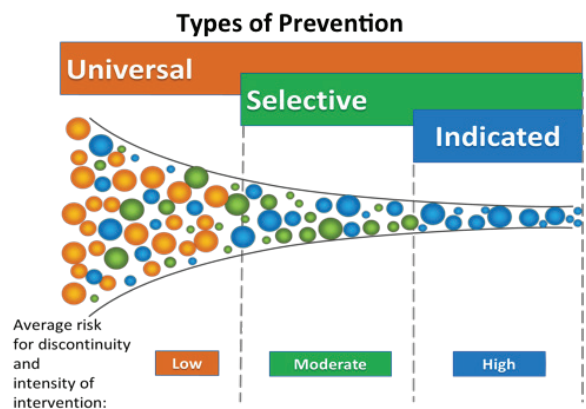 Types of Prevention
Universal
Selective
Indicated
Average risk
for discontinuity
and
intensity of
intervention:
Low
Moderate
High